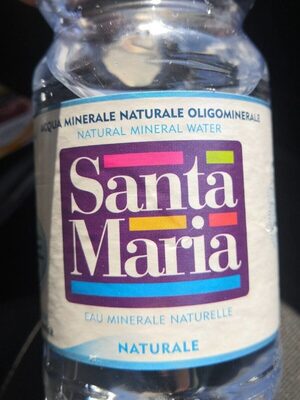 ACQUA MINERALE NATURALE OLIGOMINERALE
NATURAL MINERAL WATER
Santa
Maria
EAU MINERALE NATURELLE
NATURALE